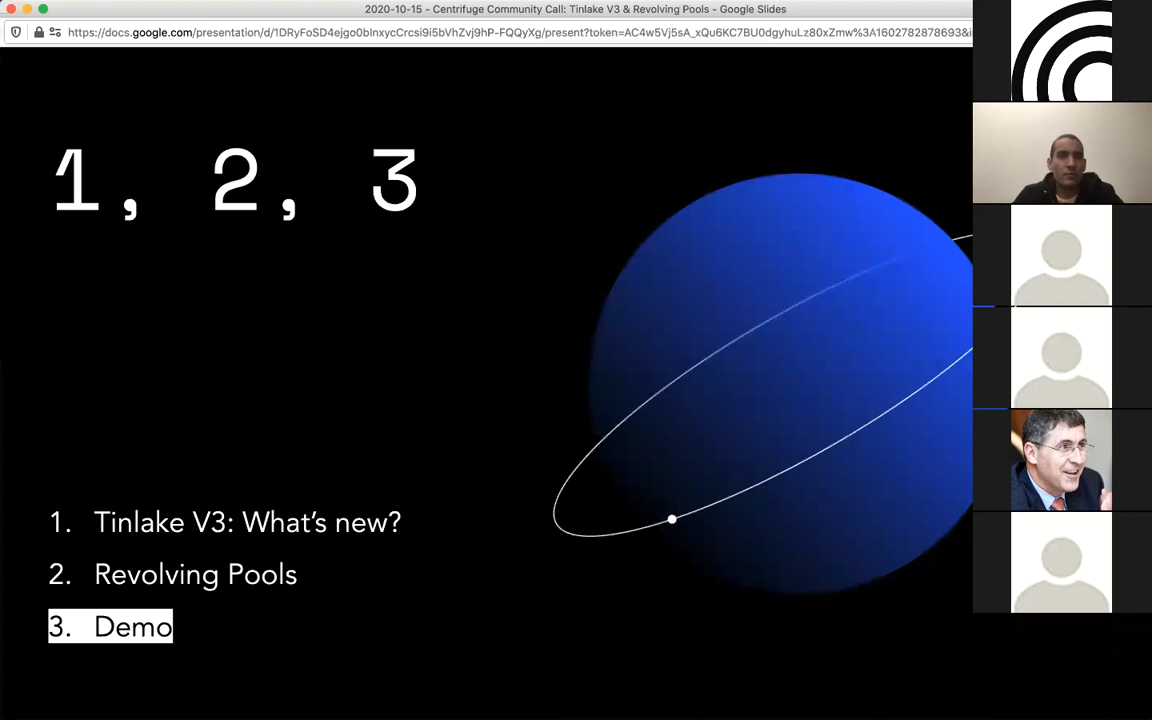 2020-10-15 - Centrifuge Community Call: Tinlake V3 & Revolving Pools - Google Slides
https://docs.google.com/presentation/d/1DRyFoSD4ejgo0bInxycCrcsi9i5bVhZvj9hP-FQQyXg/present?token=AC4w5Vj5sA_xQu6KC7BU0dgyhuLz80xZmw%3A1602782878693&i
1, 2, 3
1. Tinlake V3: What's new?
2. Revolving Pools
3. Demo